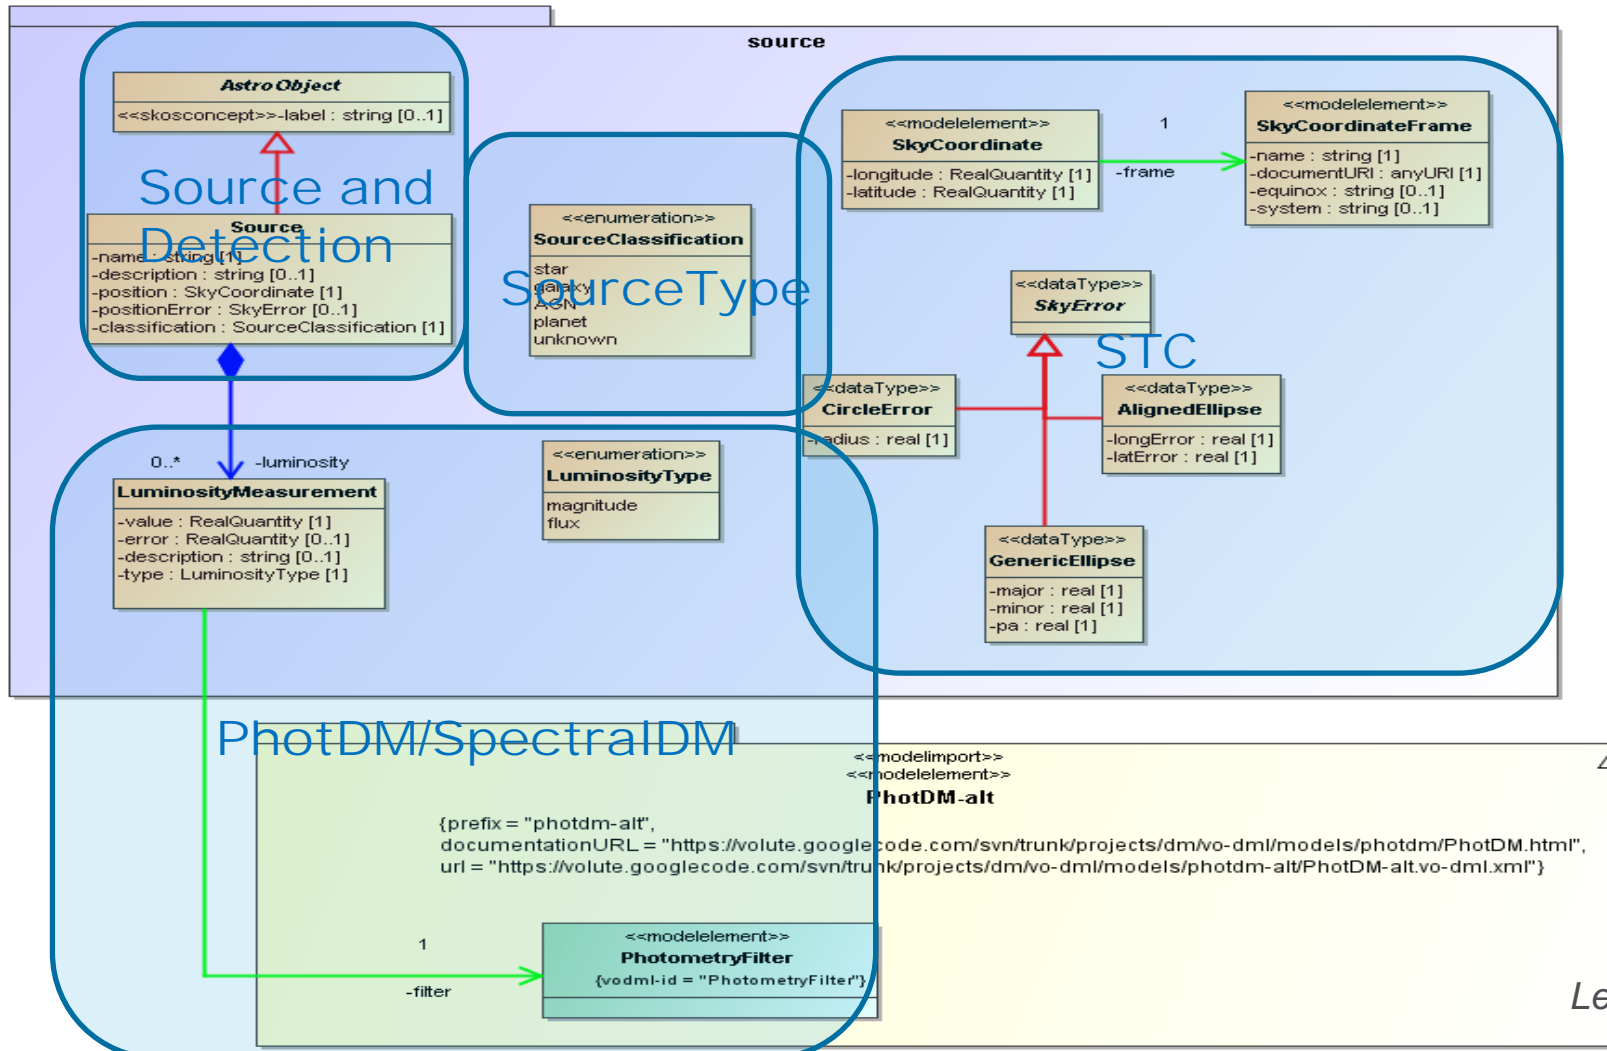 source
AstroObject
<<skosconcept>>-label : string [0..1]
Source and
Detection
Source
-name : string [1]
-description : string [0..1]
-position : SkyCoordinate [1]
-positionError : SkyError [0..1]
-classification : SourceClassification [1]
<<enumeration>>
SourceClassification
star
galaxy
AGN
planet
unknown
SourceType
<<modelelement>>
SkyCoordinate
-longitude : RealQuantity [1]
-latitude : RealQuantity [1]
1
-frame
<<modelelement>>
SkyCoordinateFrame
-name : string [1]
-documentURI : anyURI [1]
-equinox : string [0..1]
-system : string [0..1]
<<dataType>>
SkyError
STC
<<dataType>>
CircleError
-radius : real [1]
<<dataType>>
AlignedEllipse
-longError : real [1]
-latError : real [1]
<<dataType>>
GenericEllipse
-major : real [1]
-minor : real [1]
-pa : real [1]
0..*
-luminosity
LuminosityMeasurement
-value : RealQuantity [1]
-error : RealQuantity [0..1]
-description : string [0..1]
-type : LuminosityType [1]
<<enumeration>>
LuminosityType
magnitude
flux
PhotDM/SpectralDM
<<modelimport>>
<<modelelement>>
PhotDM-alt
{prefix = "photdm-alt",
documentationURL = "https://volute.googlecode.com/svn/trunk/projects/dm/vo-dml/models/photdm/PhotDM.html",
url = "https://volute.googlecode.com/svn/trunk/projects/dm/vo-dml/models/photdm-alt/PhotDM-alt.vo-dml.xml"}
1
-filter
<<modelelement>>
PhotometryFilter
{vodml-id = "PhotometryFilter"}
Le